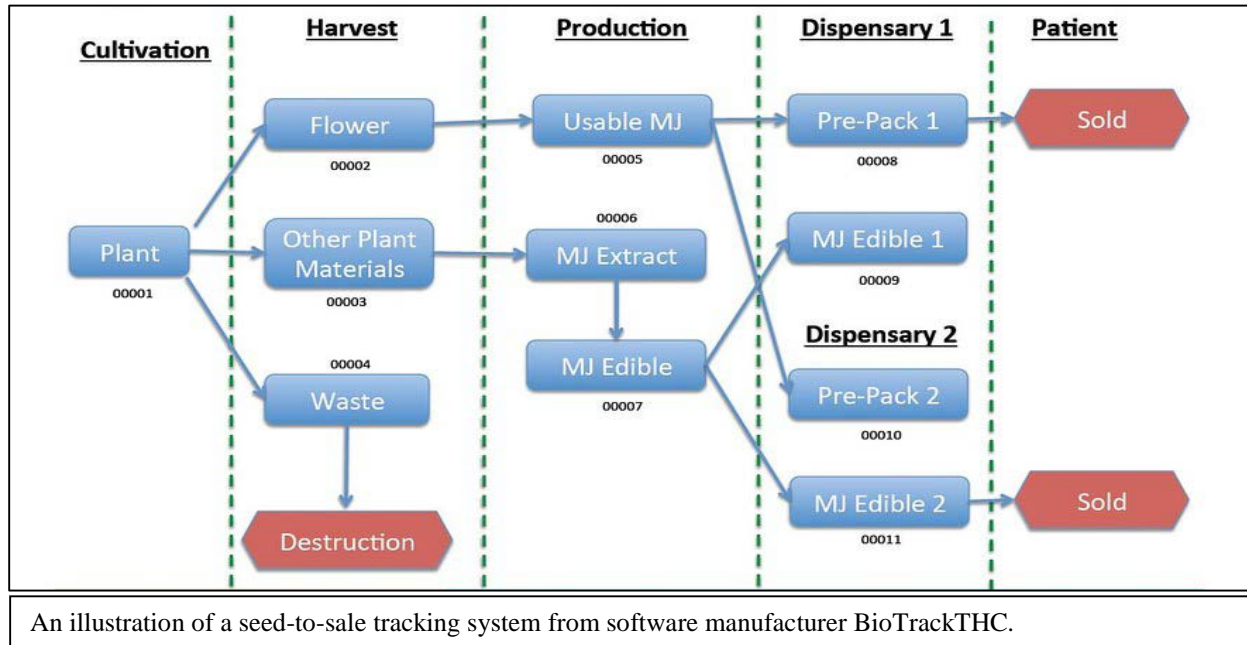 Cultivation
Harvest
Production
Dispensary 1
Patient
Flower
00002
Usable MJ
00005
Pre-Pack 1
00008
Sold
Plant
00001
Other Plant
Materials
00003
00006
MJ Extract
MJ Edible 1
00009
00004
Waste
MJ Edible
00007
Dispensary 2
Pre-Pack 2
00010
Destruction
MJ Edible 2
00011
Sold
An illustration of a seed-to-sale tracking system from software manufacturer BioTrackTHC.